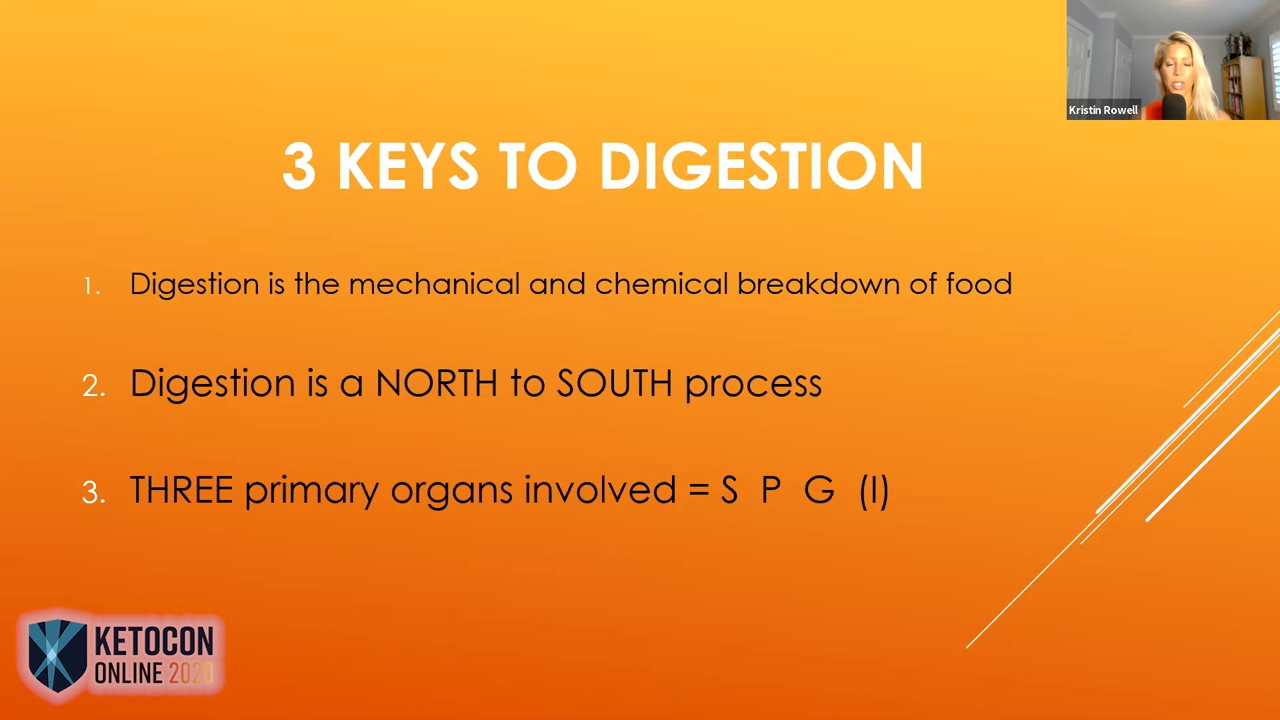 Kristin Rowell
3 KEYS TO DIGESTION
1. Digestion is the mechanical and chemical breakdown of food
2. Digestion is a NORTH to SOUTH process
3. THREE primary organs involved = S P G (I)
KETOCON
ONLINE 2020